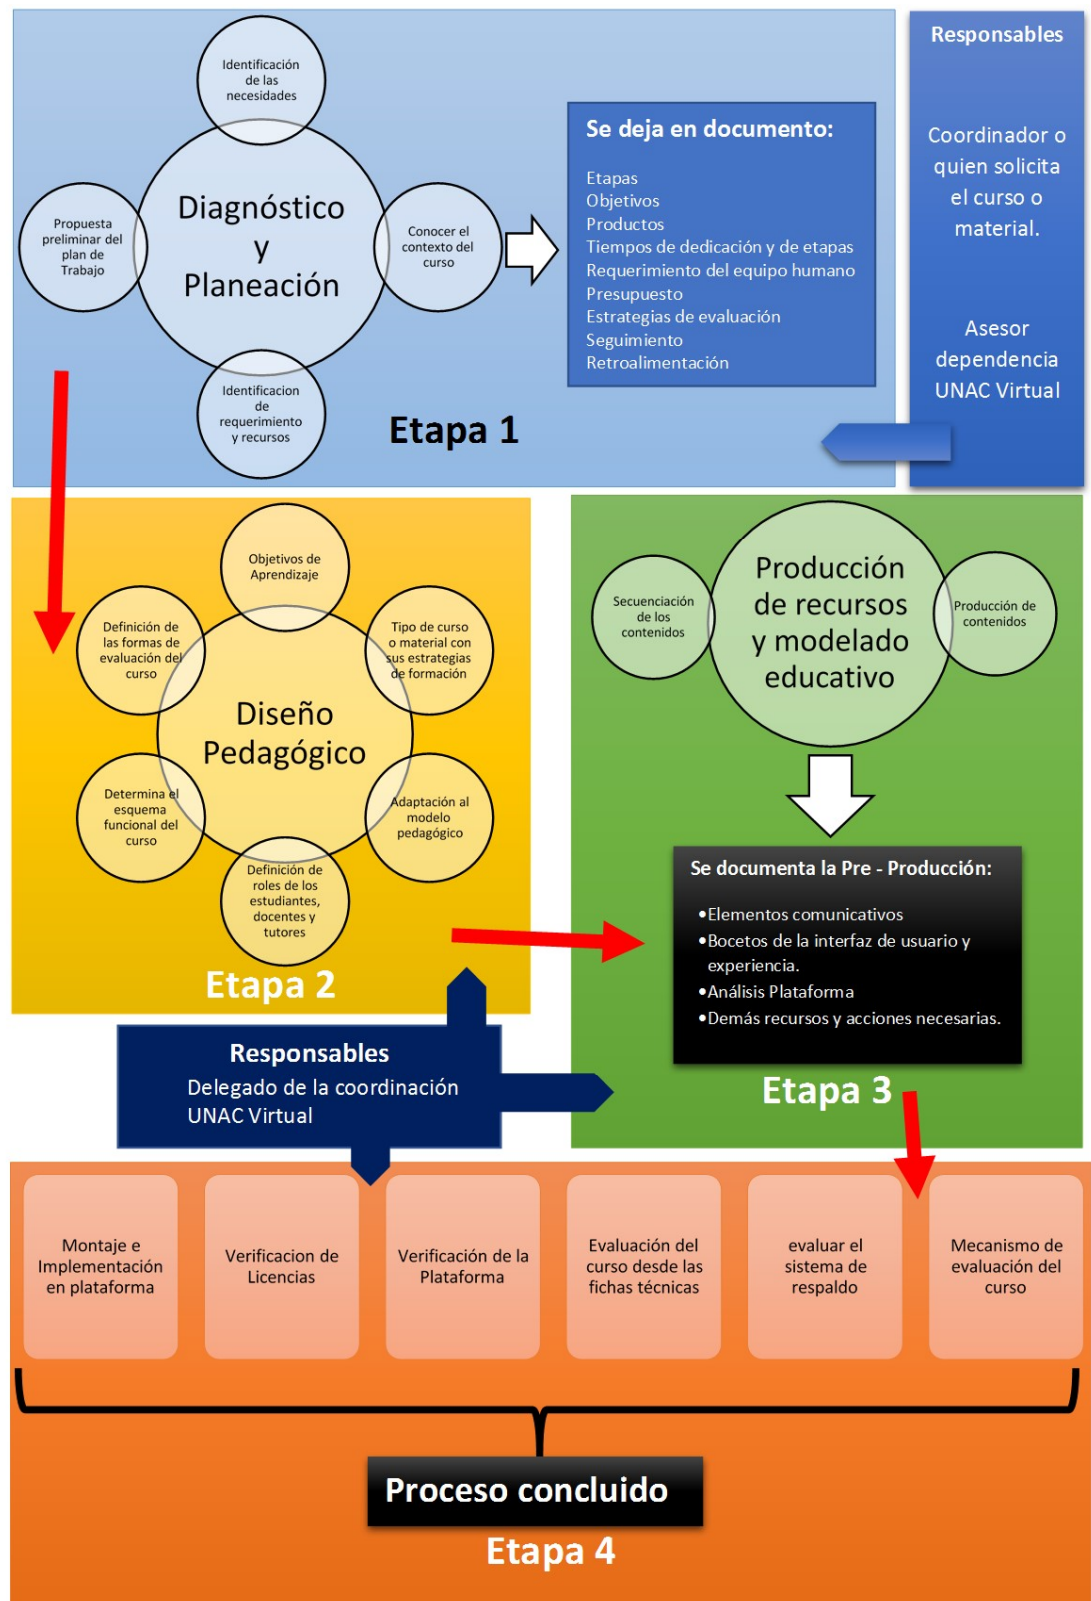 Identificación
de las
necesidades
Propuesta
preliminar del
plan de
Trabajo
Diagnóstico
y
Planeación
Conocer el
contexto del
curso
Identificacion
de
requerimiento
y recursos
Se deja en documento:
Etapas
Objetivos
Productos
Tiempos de dedicación y de etapas
Requerimiento del equipo humano
Presupuesto
Estrategias de evaluación
Seguimiento
Retroalimentación
Etapa 1
Responsables
Coordinador o
quien solicita
el curso o
material.
Asesor
dependencia
UNAC Virtual
Objetivos de
Aprendizaje
Definición de
las formas de
evaluación del
curso
Tipo de curso
o material con
sus estrategias
de formación
Diseño
Pedagógico
Determina el
esquema
funcional del
curso
Adaptación al
modelo
pedagógico
Definición de
roles de los
estudiantes,
docentes y
tutores
Etapa 2
Secuenciación
de los
contenidos
Producción
de recursos
y modelado
educativo
Producción de
contenidos
Se documenta la Pre - Producción:
•Elementos comunicativos
•Bocetos de la interfaz de usuario y
experiencia.
•Análisis Plataforma
•Demás recursos y acciones necesarias.
Etapa 3
Responsables
Delegado de la coordinación
UNAC Virtual
Montaje e
Implementación
en plataforma
Verificacion de
Licencias
Verificación de la
Plataforma
Evaluación del
curso desde las
fichas técnicas
evaluar el
sistema de
respaldo
Mecanismo de
evaluación del
curso
Proceso concluido
Etapa 4